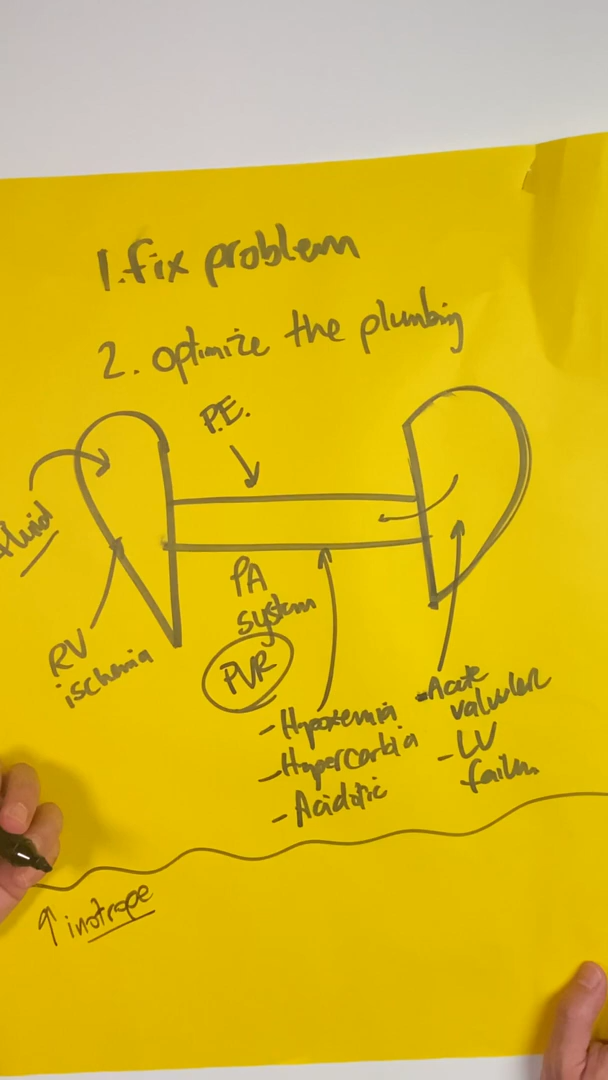 1. fix problem
2. optimize the plumbing
P.E.
fluid
RV
ischemia
PA
system
PVR
- Hypoxemia
- Hypercarbia
- Acidotic
- Acute
valvular
- LV
failure
↑ inotrope